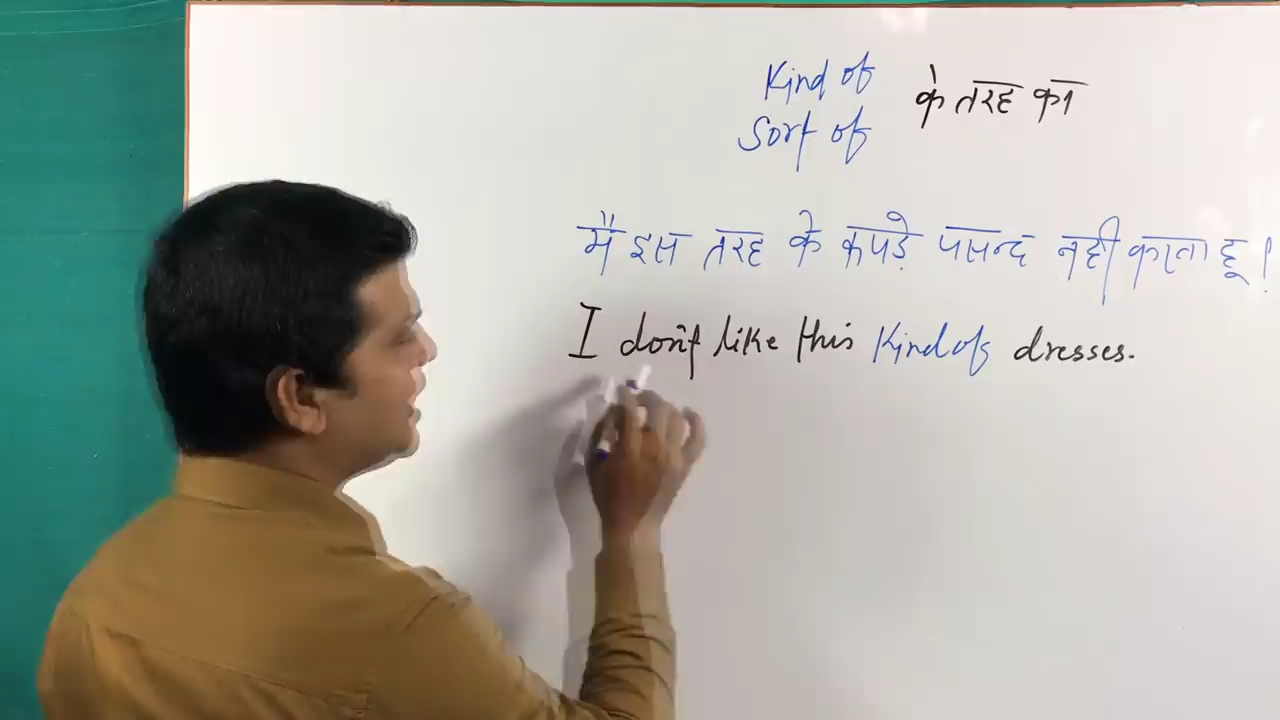 Kind of
Sort of
के तरह का
में इस तरह के कपड़े पसन्द नही करता हू।
I don't like this Kind of dresses.